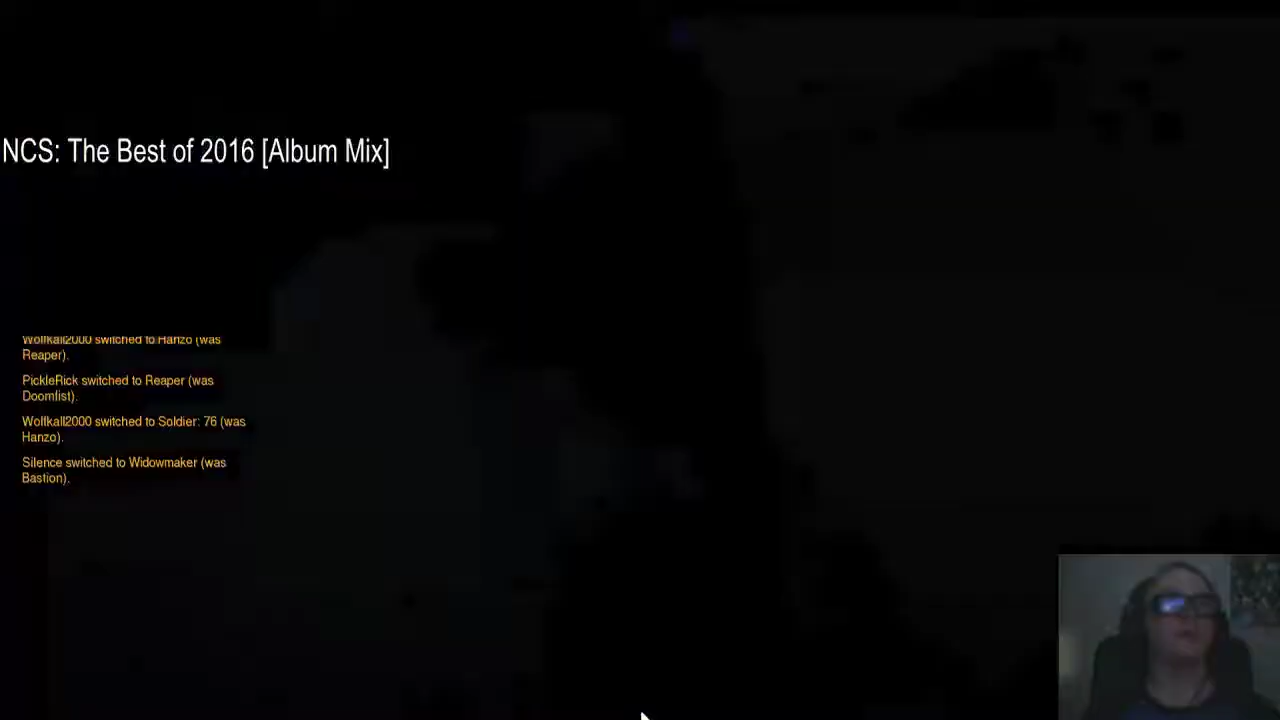 NCS: The Best of 2016 [Album Mix]
Wolfkall2000 switched to Hanzo (was
Reaper).
PickleRick switched to Reaper (was
Doomfist).
Wolfkall2000 switched to Soldier: 76 (was
Hanzo).
Silence switched to Widowmaker (was
Bastion).